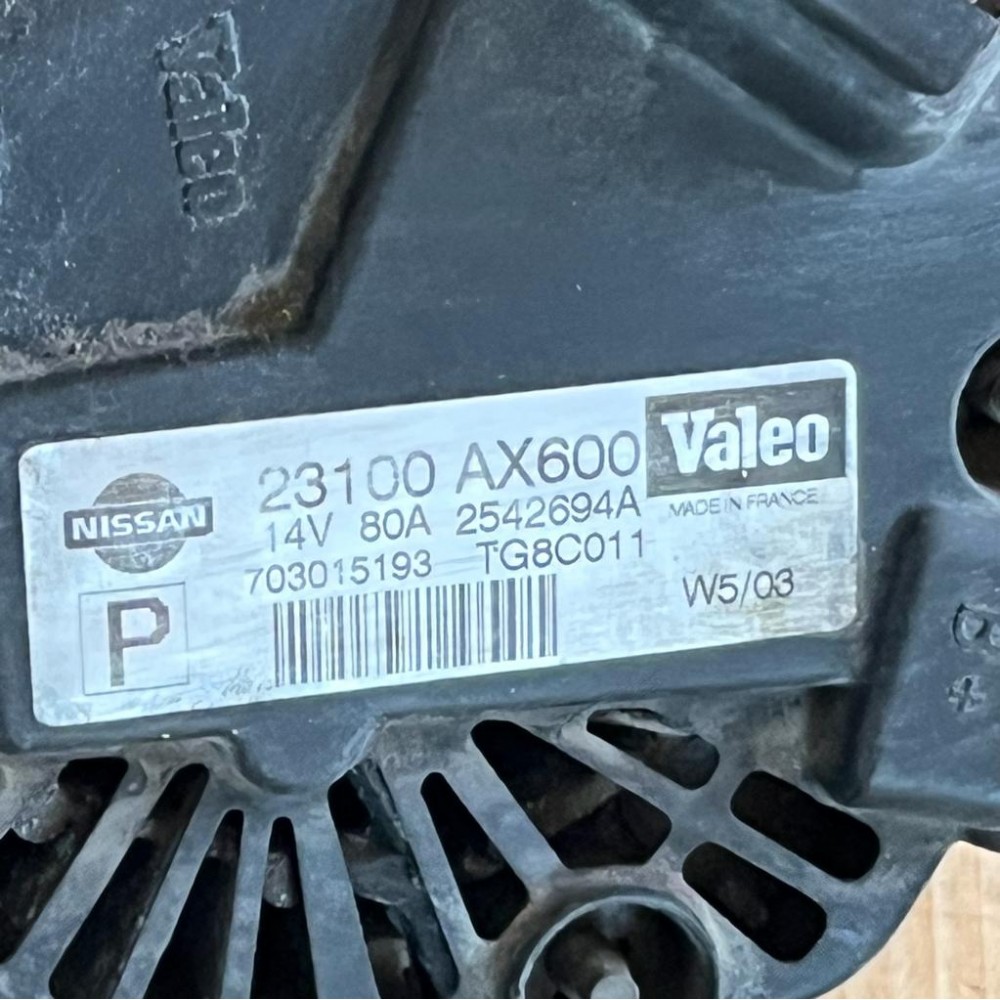 Valeo
23100 AX600
Valeo
NISSAN
14V 80A 2542694A
MADE IN FRANCE
703015193 TG8C011
W5/03
P
B
+